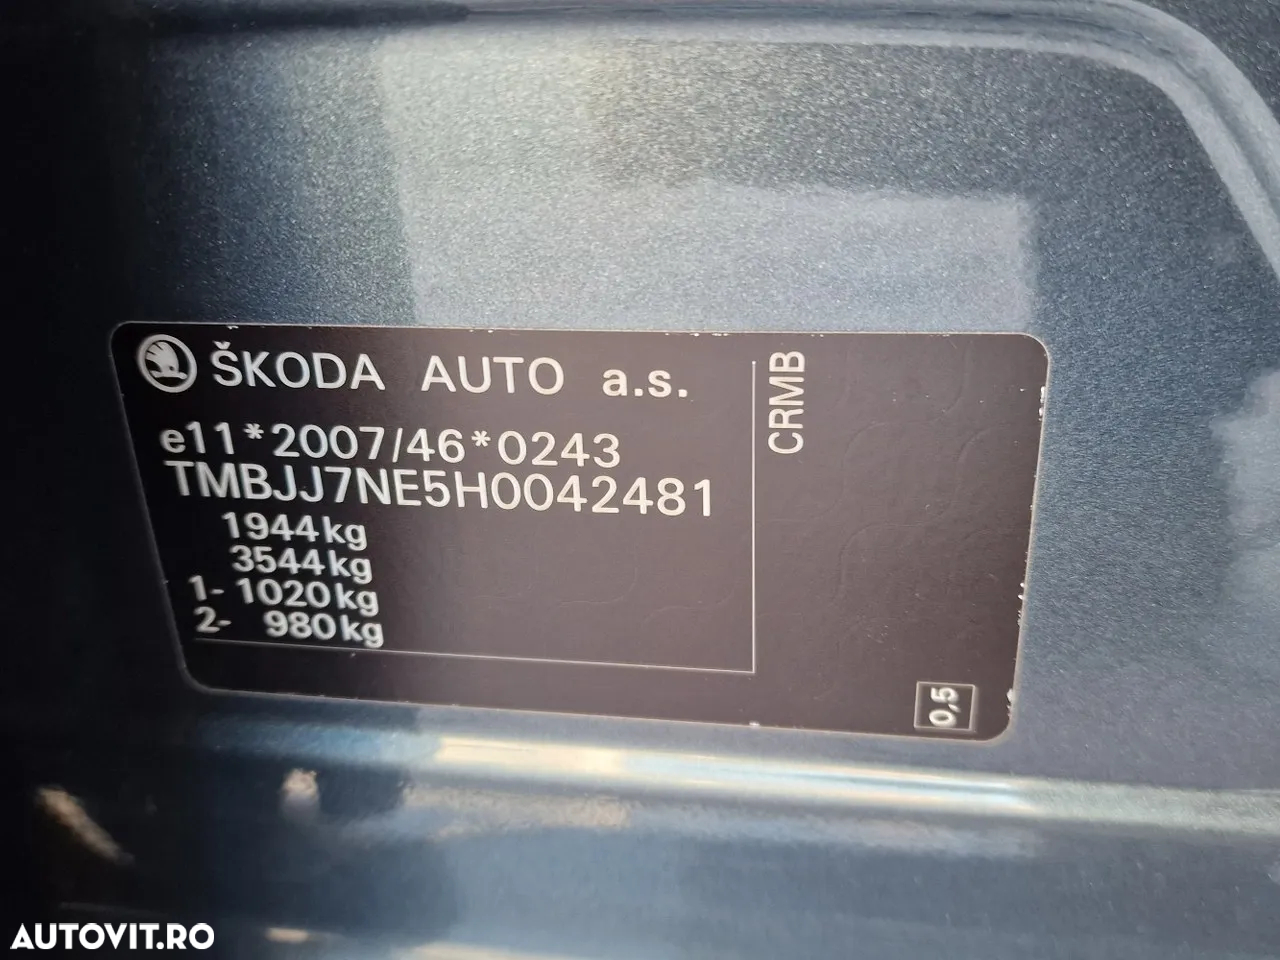 ŠKODA AUTO a.s.
e11*2007/46*0243
TMBJJ7NE5H0042481
1944kg
3544kg
1- 1020kg
2- 980kg
CRMB
0,5
AUTOVIT.RO